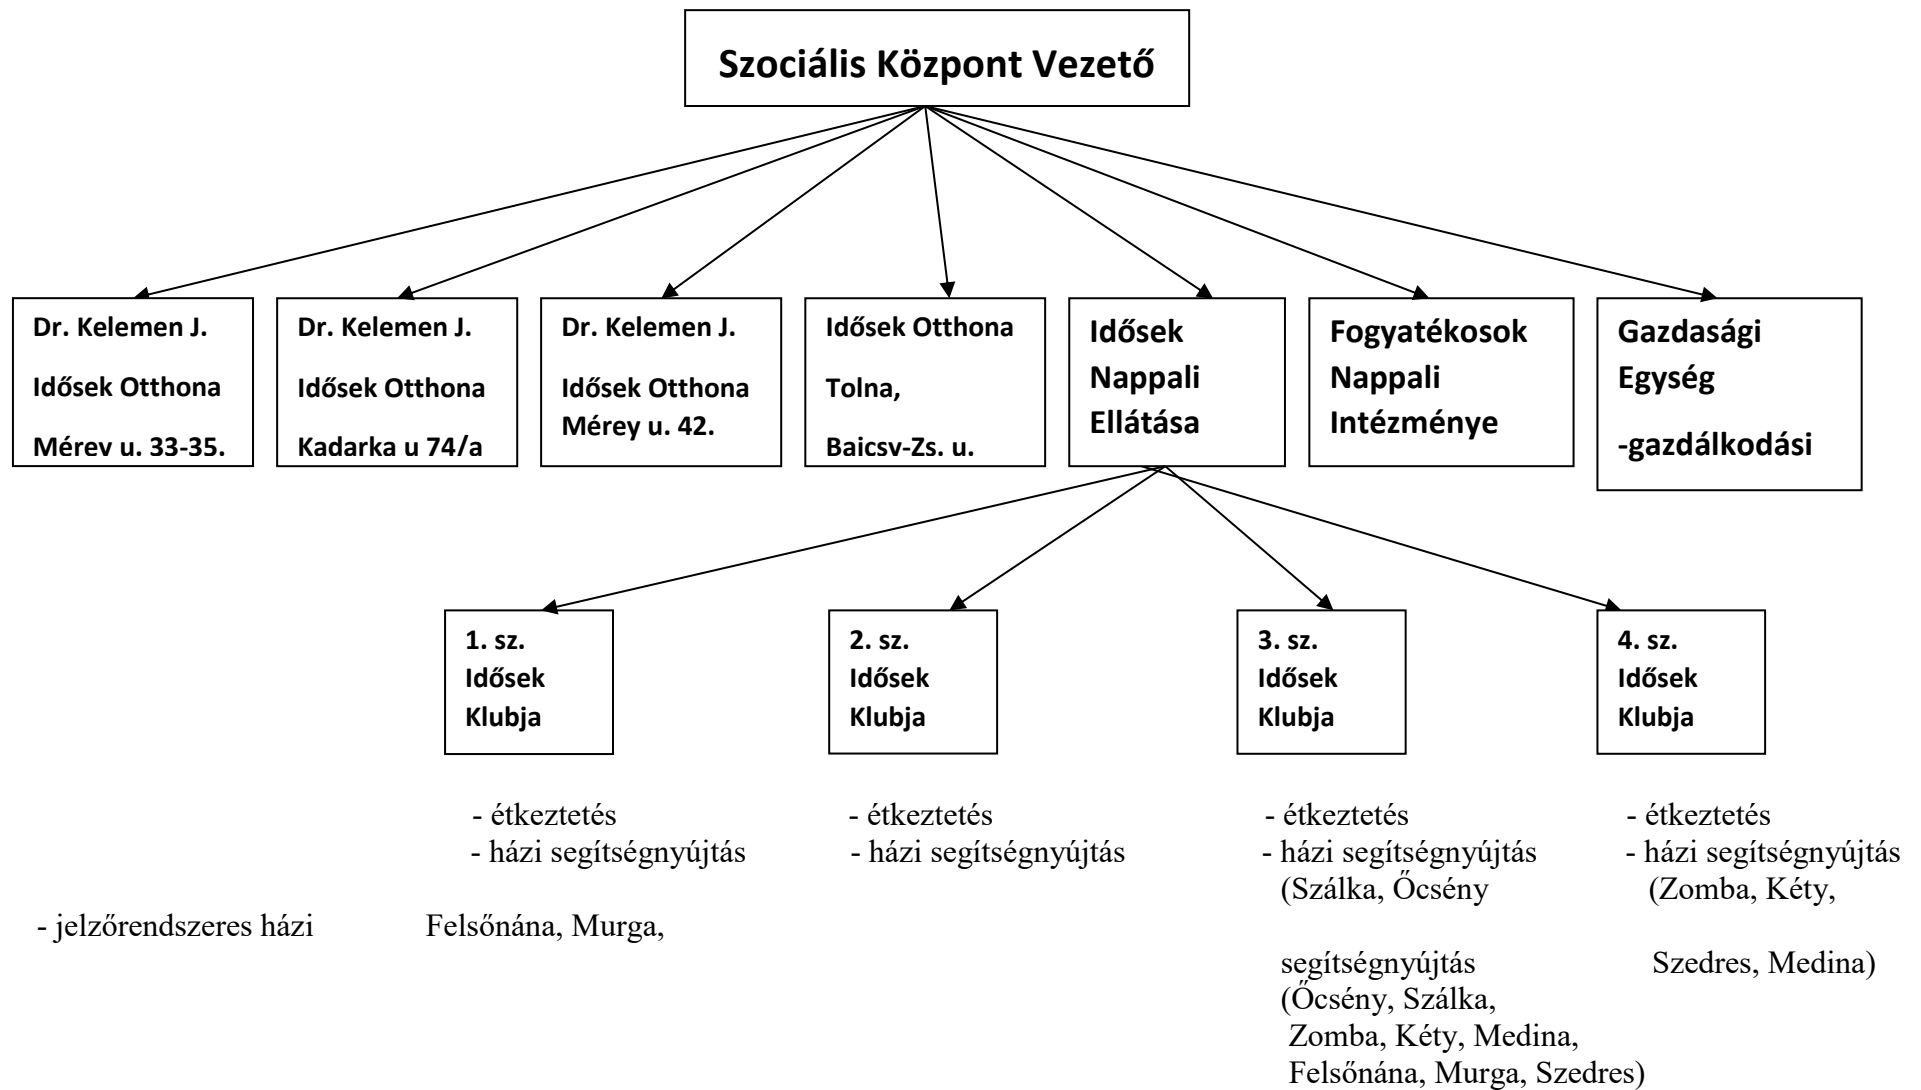 Szociális Központ Vezető
Dr. Kelemen J.
Idősek Otthona
Mérey u. 33-35.
Dr. Kelemen J.
Idősek Otthona
Kadarka u 74/a
Dr. Kelemen J.
Idősek Otthona
Mérey u. 42.
Idősek Otthona
Tolna,
Bajcsy-Zs. u.
Idősek
Nappali
Ellátása
Fogyatékosok
Nappali
Intézménye
Gazdasági
Egység
-gazdálkodási
1. sz.
Idősek
Klubja
2. sz.
Idősek
Klubja
3. sz.
Idősek
Klubja
4. sz.
Idősek
Klubja
- étkeztetés
- házi segítségnyújtás
- étkeztetés
- házi segítségnyújtás
- étkeztetés
- házi segítségnyújtás
(Szálka, Őcsény
- étkeztetés
- házi segítségnyújtás
(Zomba, Kéty,
- jelzőrendszeres házi
Felsőnána, Murga,
segítségnyújtás
(Őcsény, Szálka,
Zomba, Kéty, Medina,
Felsőnána, Murga, Szedres)
Szedres, Medina)